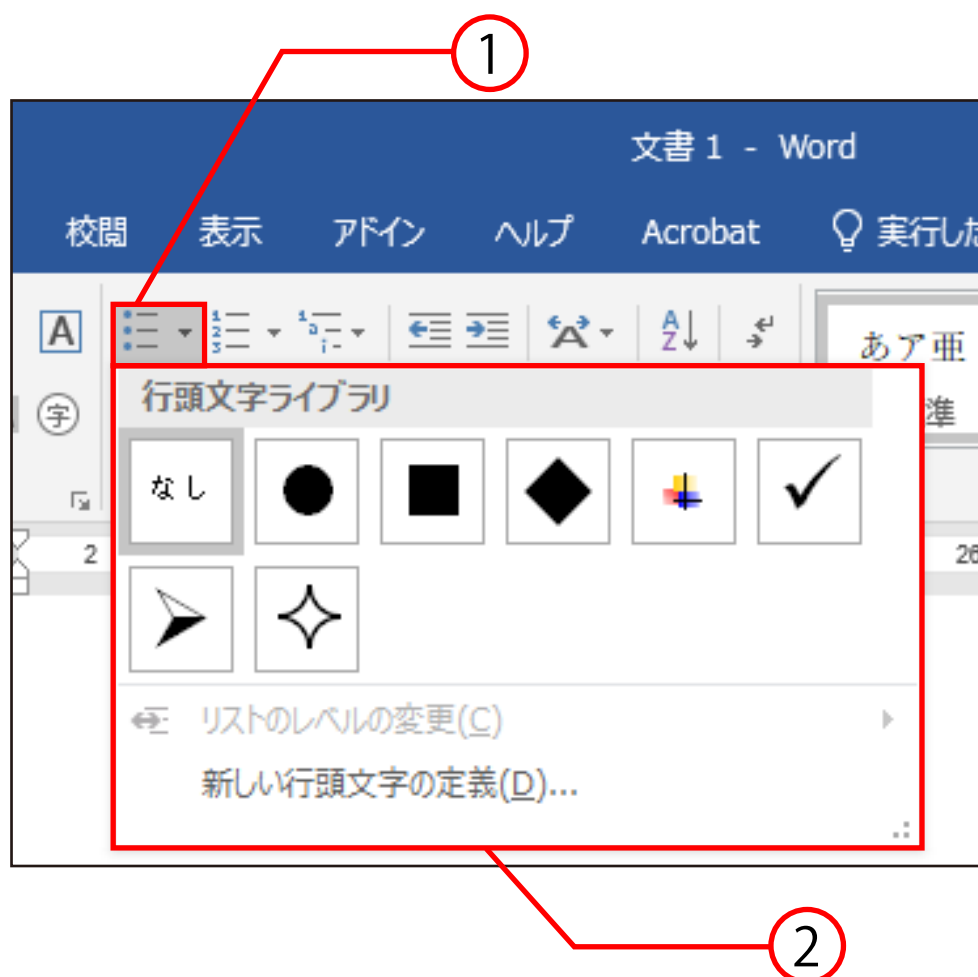 1
文書 1 - Word
校閲 表示 アドイン ヘルプ Acrobat 実行した
A
あア亜
字
準
行頭文字ライブラリ
なし
2
26
リストのレベルの変更(C)
新しい行頭文字の定義(D)...
2